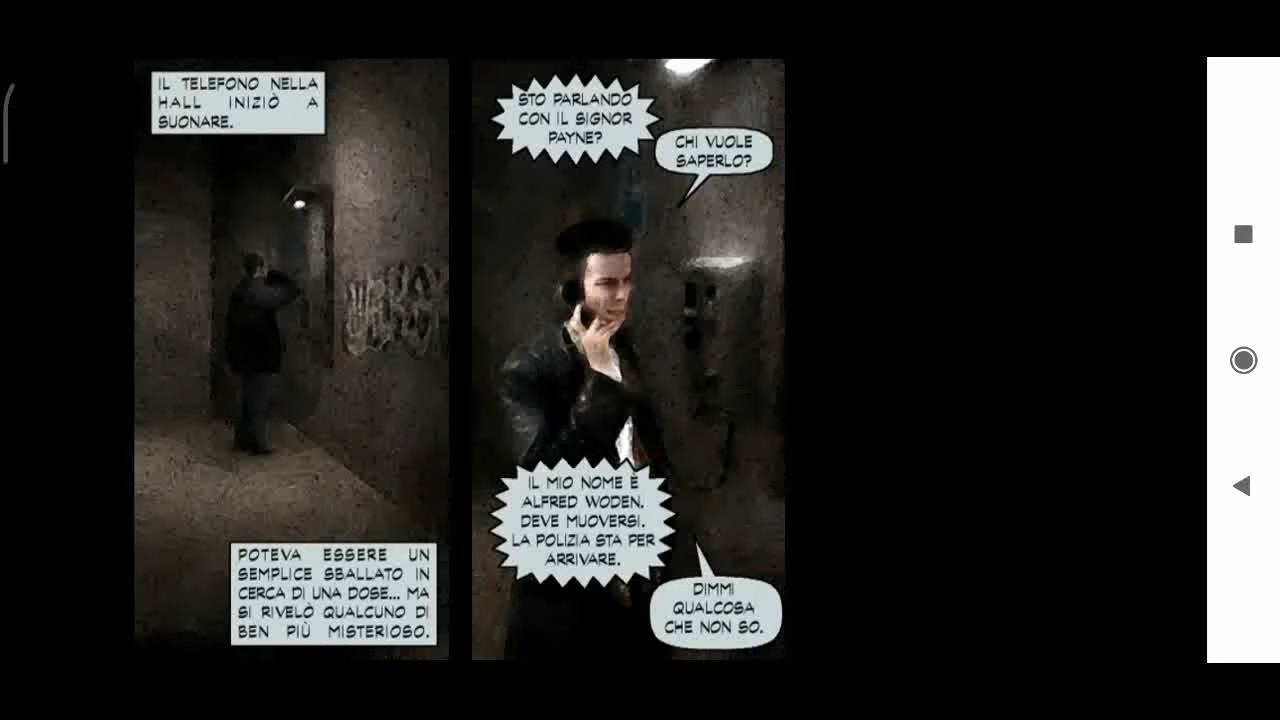 IL TELEFONO NELLA
HALL INIZIÒ A
SUONARE.
POTEVA ESSERE UN
SEMPLICE SBALLATO IN
CERCA DI UNA DOSE... MA
SI RIVELÒ QUALCUNO DI
BEN PIÙ MISTERIOSO.
STO PARLANDO
CON IL SIGNOR
PAYNE?
CHI VUOLE
SAPERLO?
IL MIO NOME È
ALFRED WODEN.
DEVE MUOVERSI.
LA POLIZIA STA PER
ARRIVARE.
DIMMI
QUALCOSA
CHE NON SO.